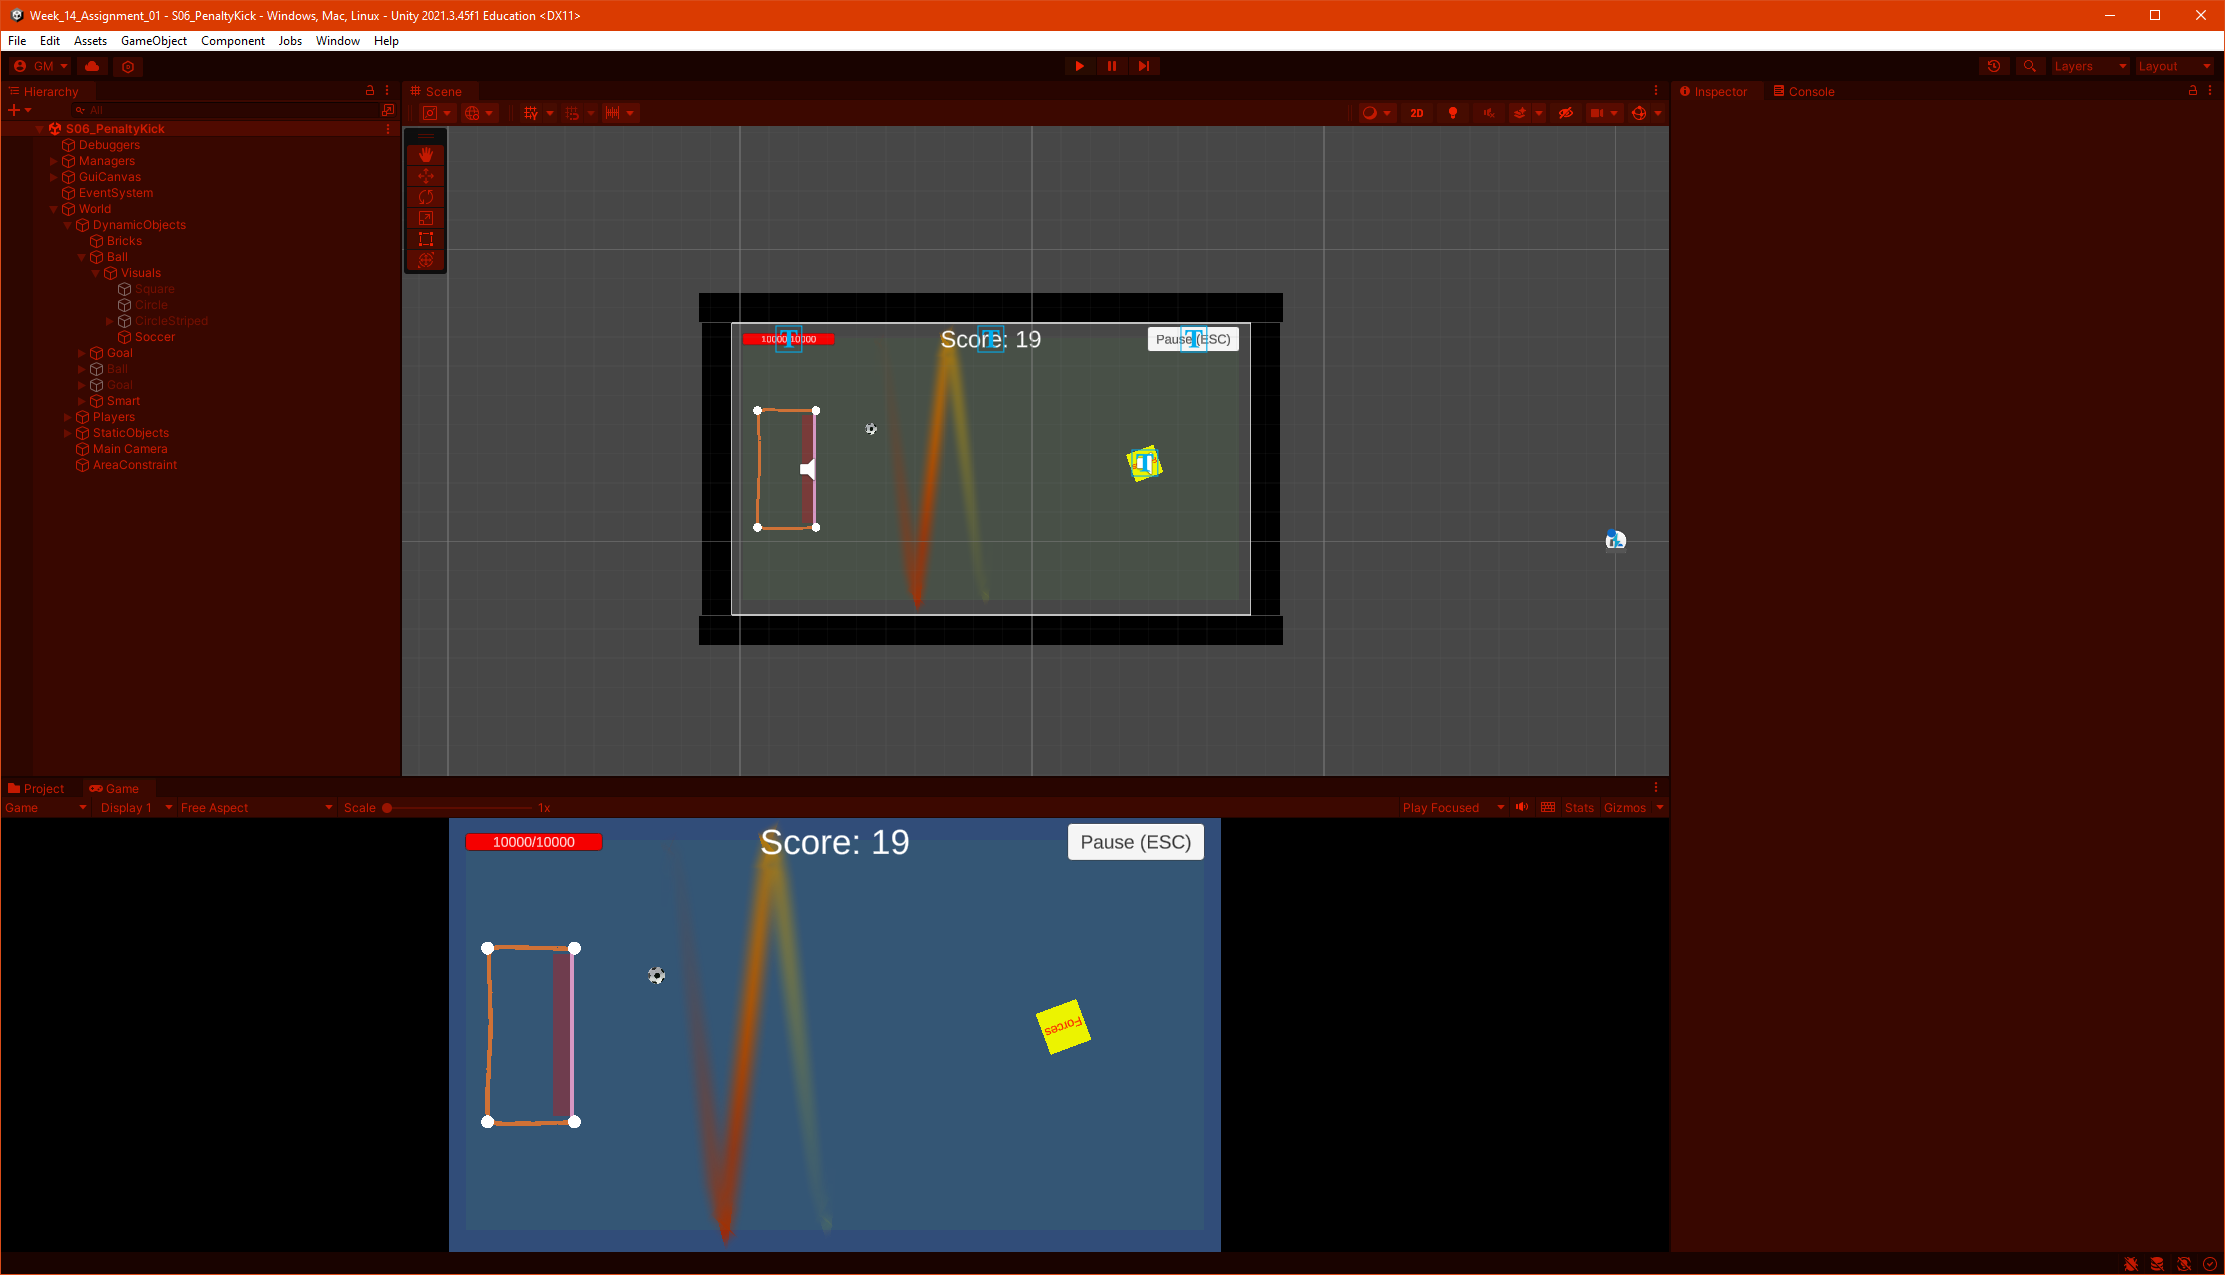 Week_14_Assignment_01 - S06_PenaltyKick - Windows, Mac, Linux - Unity 2021.3.45f1 Education <DX11>
File Edit Assets GameObject Component Jobs Window Help
GM Layers Layout
Hierarchy
All
S06_PenaltyKick
Debuggers
Managers
GuiCanvas
EventSystem
World
DynamicObjects
Bricks
Ball
Visuals
Square
Circle
CircleStriped
Soccer
Goal
Ball
Goal
Smart
Players
StaticObjects
Main Camera
AreaConstraint
Scene
2D
10000/10000 Score: 19 Pause (ESC)
Inspector Console
Project Game
Game Display 1 Free Aspect Scale 1x Play Focused Stats Gizmos
10000/10000 Score: 19 Pause (ESC)
Forces